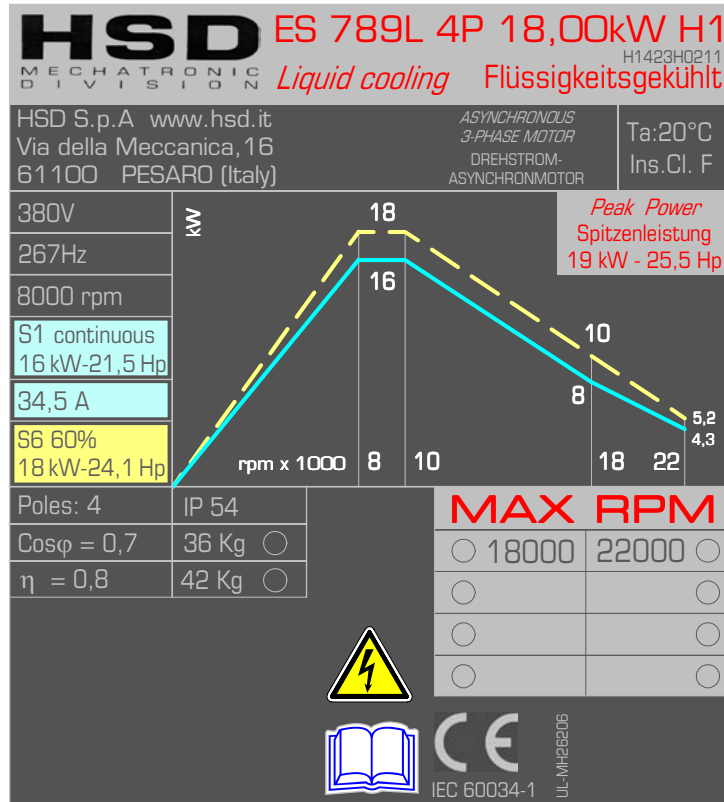 HSD
MECHATRONIC
DIVISION
ES 789L 4P 18,00kW H1
H1423H0211
Liquid cooling Flüssigkeitsgekühlt
HSD S.p.A www.hsd.it
Via della Meccanica,16
61100 PESARO (Italy)
ASYNCHRONOUS
3-PHASE MOTOR
DREHSTROM-
ASYNCHRONMOTOR
Ta:20°C
Ins.Cl. F
380V
267Hz
8000 rpm
S1 continuous
16 kW-21,5 Hp
34,5 A
S6 60%
18 kW-24,1 Hp
kW
18
16
10
8
5,2
4,3
rpm x 1000 8 10 18 22
Peak Power
Spitzenleistung
19 kW - 25,5 Hp
Poles: 4 IP 54
Cosφ = 0,7 36 Kg
η = 0,8 42 Kg
MAX RPM
18000 22000
CE
IEC 60034-1
UL-MH26206